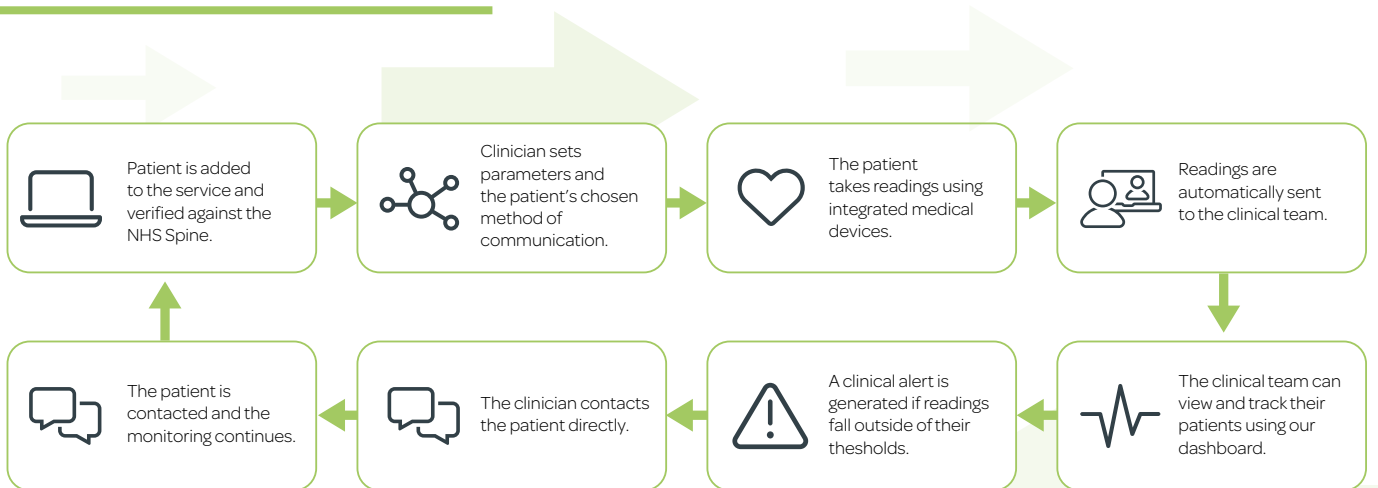 Patient is added
to the service and
verified against the
NHS Spine.
Clinician sets
parameters and
the patient's chosen
method of
communication.
The patient
takes readings using
integrated medical
devices.
Readings are
automatically sent
to the clinical team.
The clinical team can
view and track their
patients using our
dashboard.
A clinical alert is
generated if readings
fall outside of their
thesholds.
The clinician contacts
the patient directly.
The patient is
contacted and the
monitoring continues.